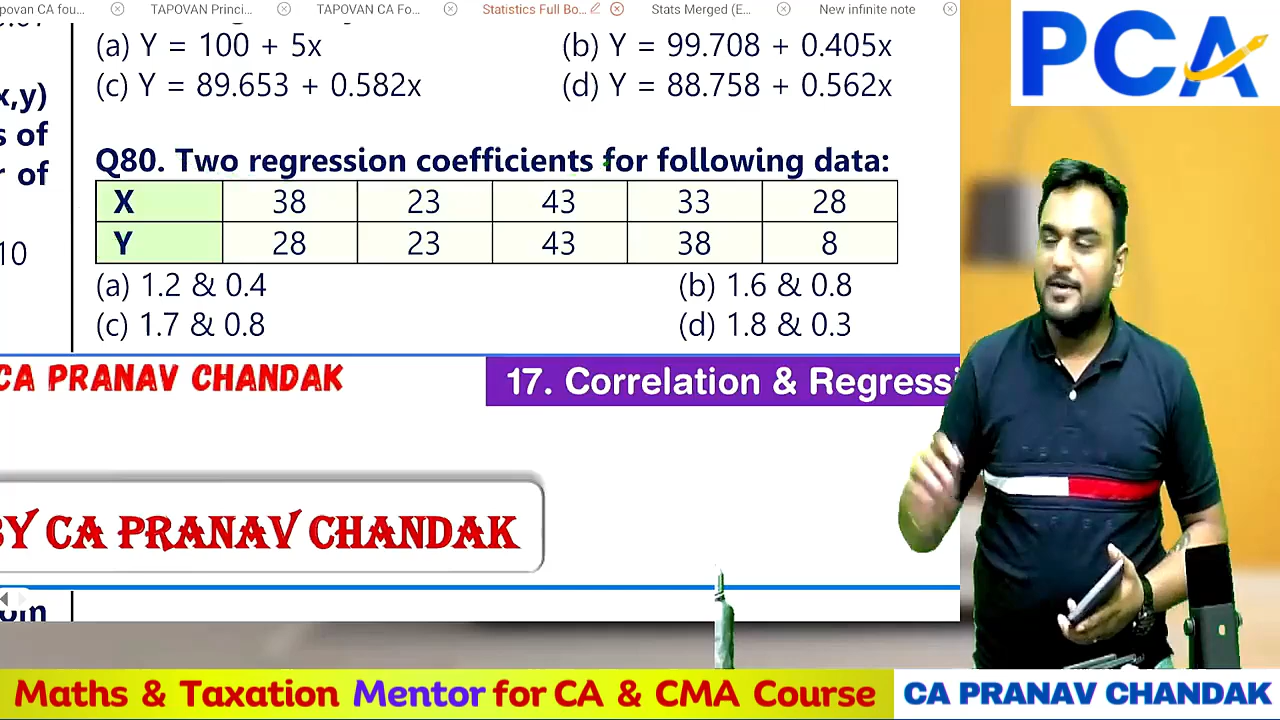 TAPOVAN Princi...
TAPOVAN CA Fo...
Statistics Full Bo...
Stats Merged (E...
New infinite note
(a) Y = 100 + 5x
(b) Y = 99.708 + 0.405x
(c) Y = 89.653 + 0.582x
(d) Y = 88.758 + 0.562x
x,y)
s of
r of
10
Q80. Two regression coefficients for following data:
X 38 23 43 33 28
Y 28 23 43 38 8
(a) 1.2 & 0.4
(b) 1.6 & 0.8
(c) 1.7 & 0.8
(d) 1.8 & 0.3
CA PRANAV CHANDAK
17. Correlation & Regressi
BY CA PRANAV CHANDAK
PCA
Maths & Taxation Mentor for CA & CMA Course
CA PRANAV CHANDAK